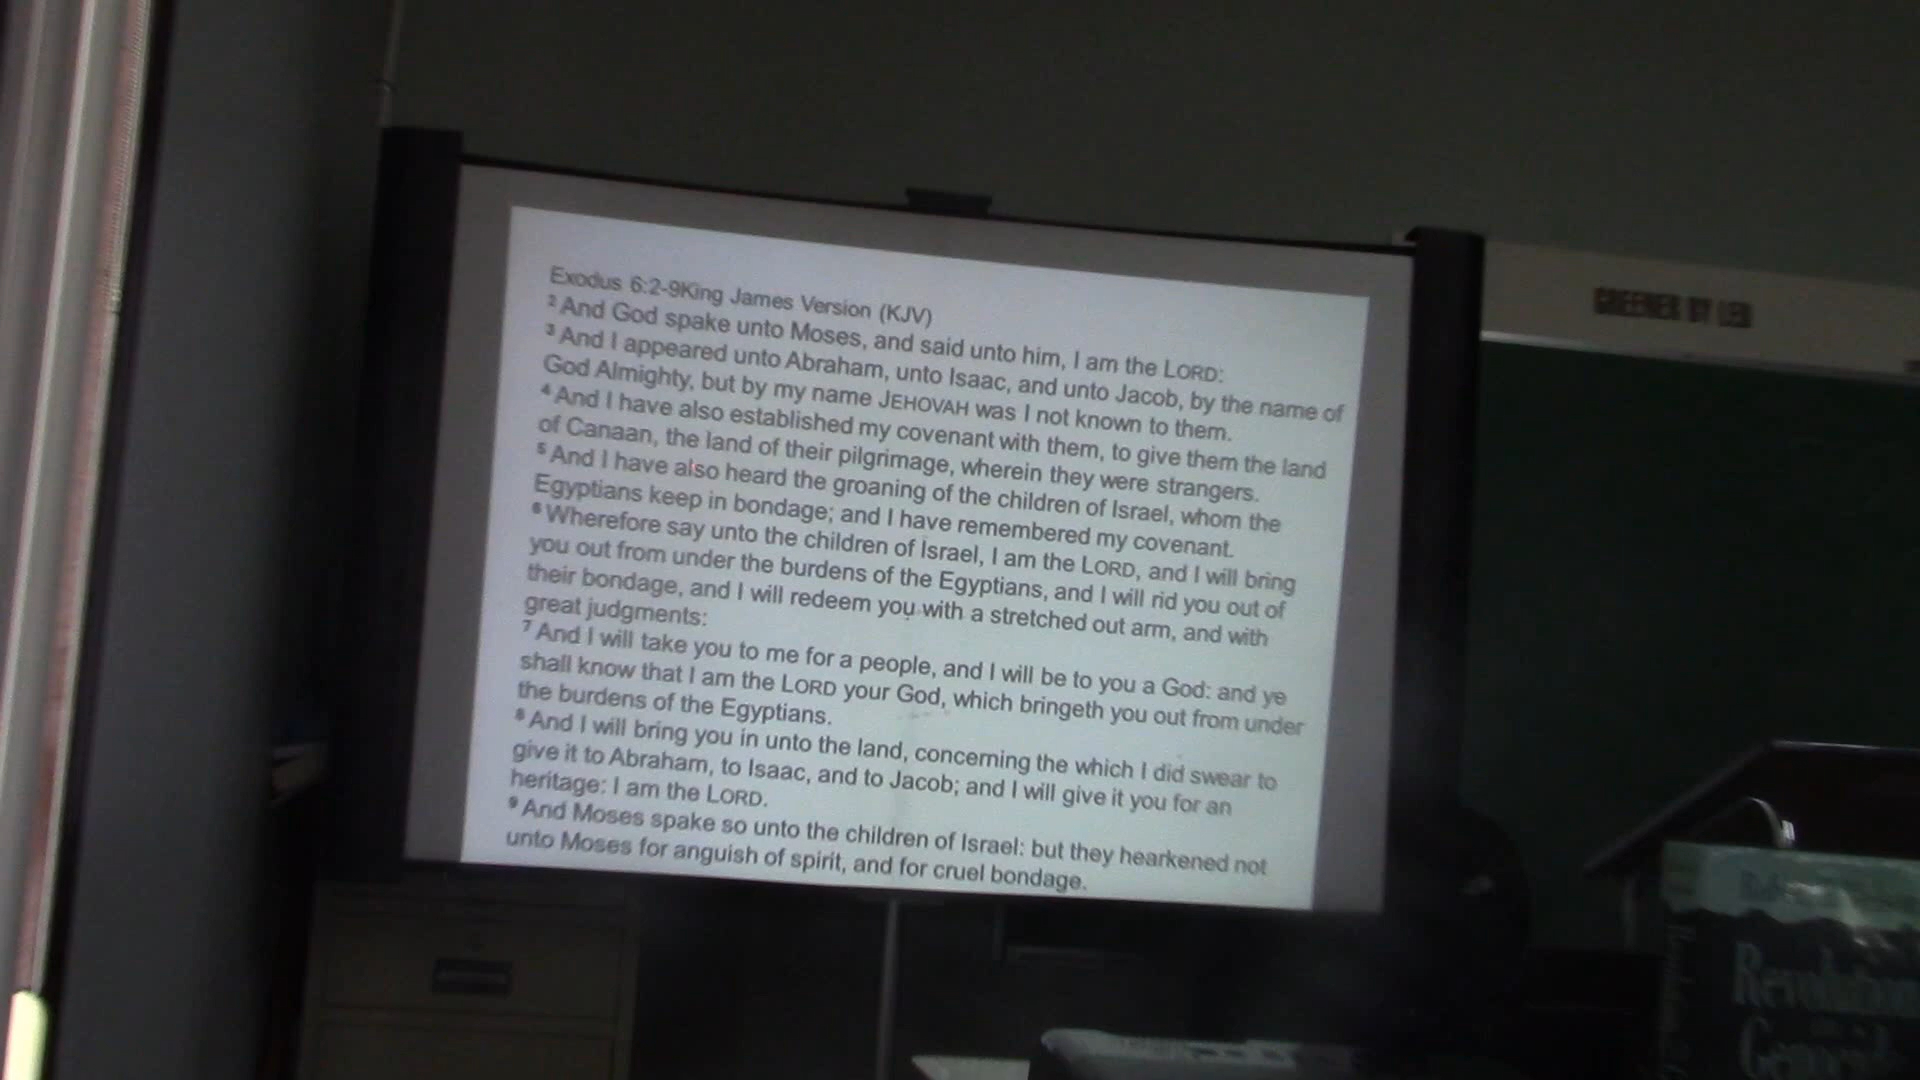 Exodus 6:2-9King James Version (KJV)
2 And God spake unto Moses, and said unto him, I am the LORD:
3 And I appeared unto Abraham, unto Isaac, and unto Jacob, by the name of
God Almighty, but by my name JEHOVAH was I not known to them.
4 And I have also established my covenant with them, to give them the land
of Canaan, the land of their pilgrimage, wherein they were strangers.
5 And I have also heard the groaning of the children of Israel, whom the
Egyptians keep in bondage; and I have remembered my covenant.
6 Wherefore say unto the children of Israel, I am the LORD, and I will bring
you out from under the burdens of the Egyptians, and I will rid you out of
their bondage, and I will redeem you with a stretched out arm, and with
great judgments:
7 And I will take you to me for a people, and I will be to you a God: and ye
shall know that I am the LORD your God, which bringeth you out from under
the burdens of the Egyptians.
8 And I will bring you in unto the land, concerning the which I did swear to
give it to Abraham, to Isaac, and to Jacob; and I will give it you for an
heritage: I am the LORD.
9 And Moses spake so unto the children of Israel: but they hearkened not
unto Moses for anguish of spirit, and for cruel bondage.
GREENER BY LED
Revolution
and
Genocide